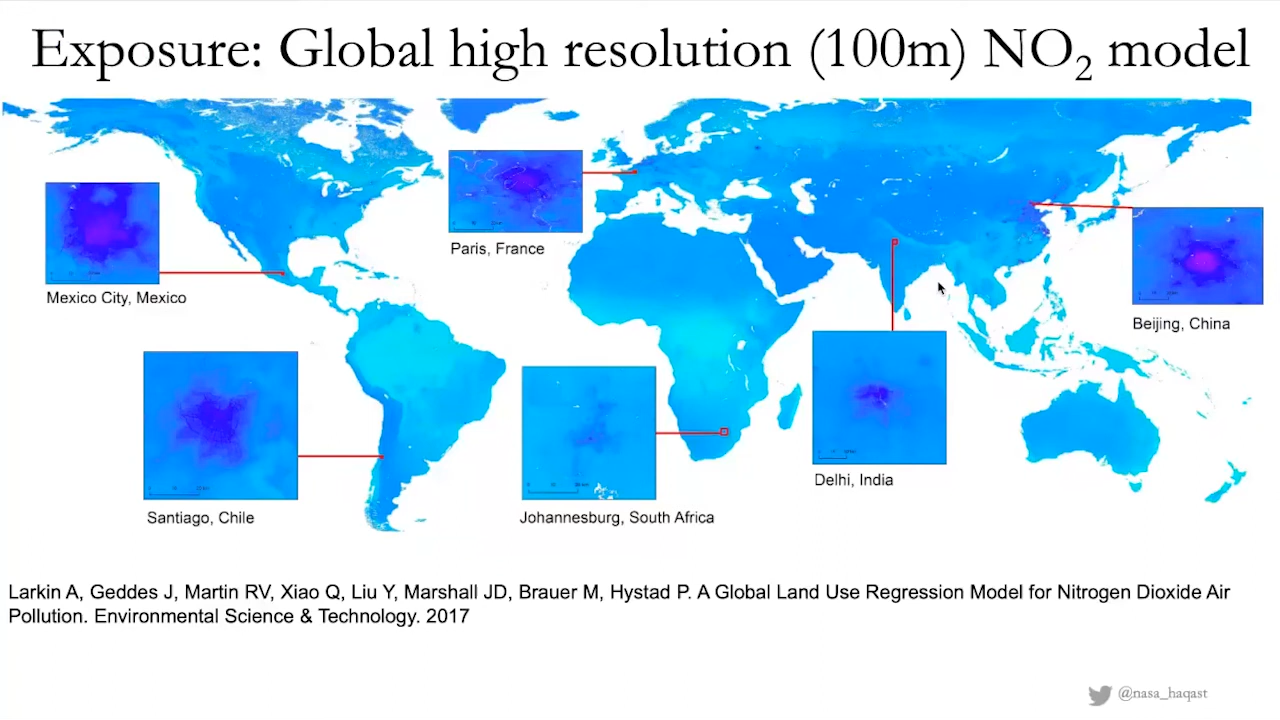 Exposure: Global high resolution (100m) NO₂ model
Paris, France
Mexico City, Mexico
Beijing, China
Delhi, India
Santiago, Chile
Johannesburg, South Africa
Larkin A, Geddes J, Martin RV, Xiao Q, Liu Y, Marshall JD, Brauer M, Hystad P. A Global Land Use Regression Model for Nitrogen Dioxide Air
Pollution. Environmental Science & Technology. 2017
@nasa_haqast